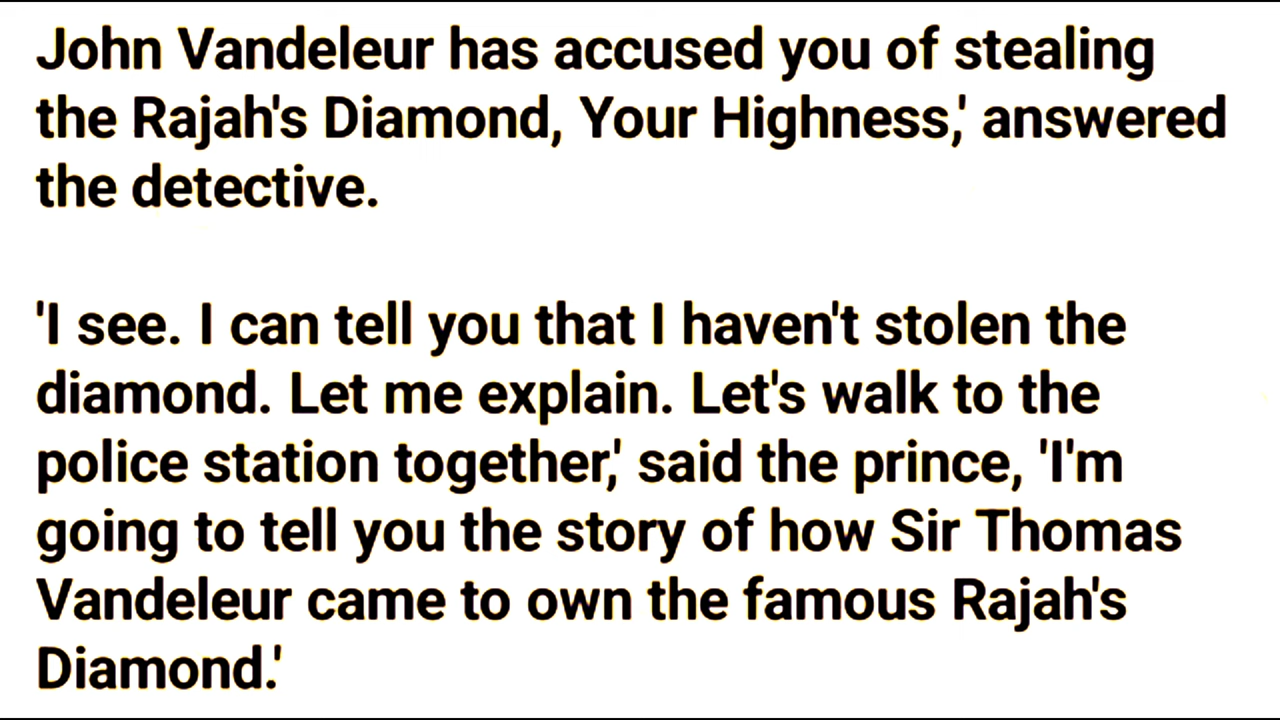 John Vandeleur has accused you of stealing
the Rajah's Diamond, Your Highness,' answered
the detective.
'I see. I can tell you that I haven't stolen the
diamond. Let me explain. Let's walk to the
police station together,' said the prince, 'I'm
going to tell you the story of how Sir Thomas
Vandeleur came to own the famous Rajah's
Diamond.'